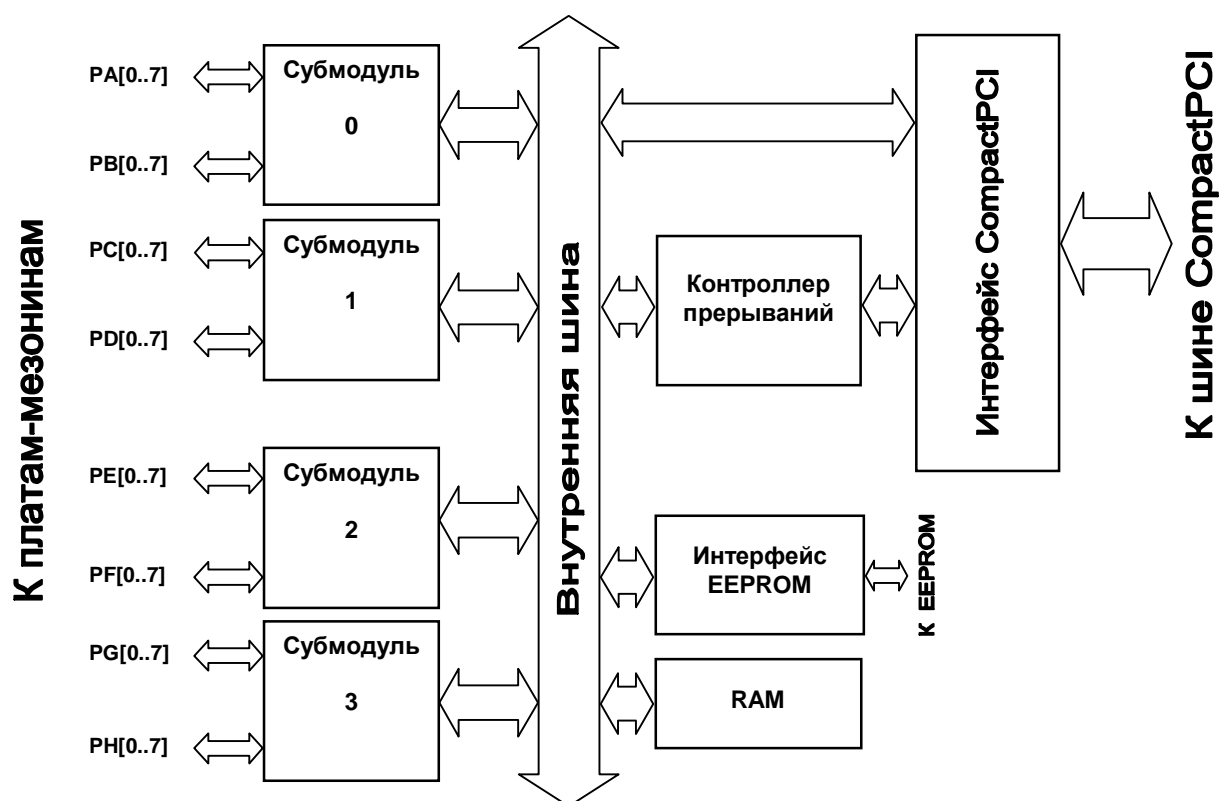 К платам-мезонинам
PA[0..7]
PB[0..7]
Субмодуль
0
PC[0..7]
PD[0..7]
Субмодуль
1
PE[0..7]
PF[0..7]
Субмодуль
2
PG[0..7]
PH[0..7]
Субмодуль
3
Внутренняя шина
Контроллер
прерываний
Интерфейс
EEPROM
К EEPROM
RAM
Интерфейс CompactPCI
К шине CompactPCI